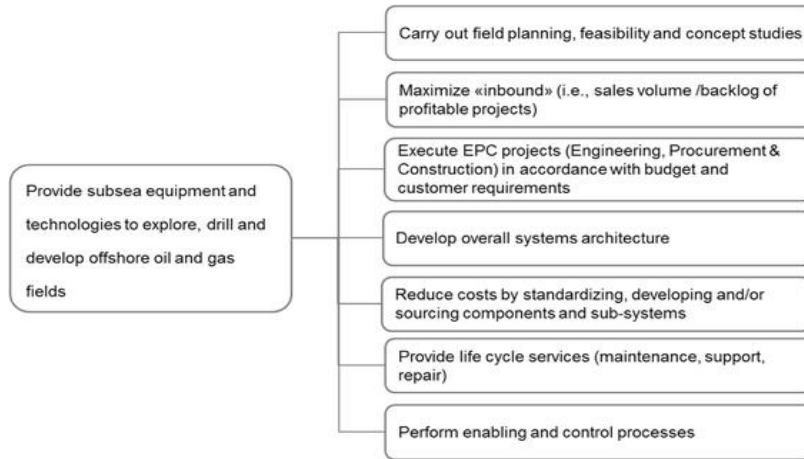 Carry out field planning, feasibility and concept studies
Maximize «inbound» (i.e., sales volume /backlog of
profitable projects)
Execute EPC projects (Engineering, Procurement &
Construction) in accordance with budget and
customer requirements
Provide subsea equipment and
technologies to explore, drill and
develop offshore oil and gas
fields
Develop overall systems architecture
Reduce costs by standardizing, developing and/or
sourcing components and sub-systems
Provide life cycle services (maintenance, support,
repair)
Perform enabling and control processes